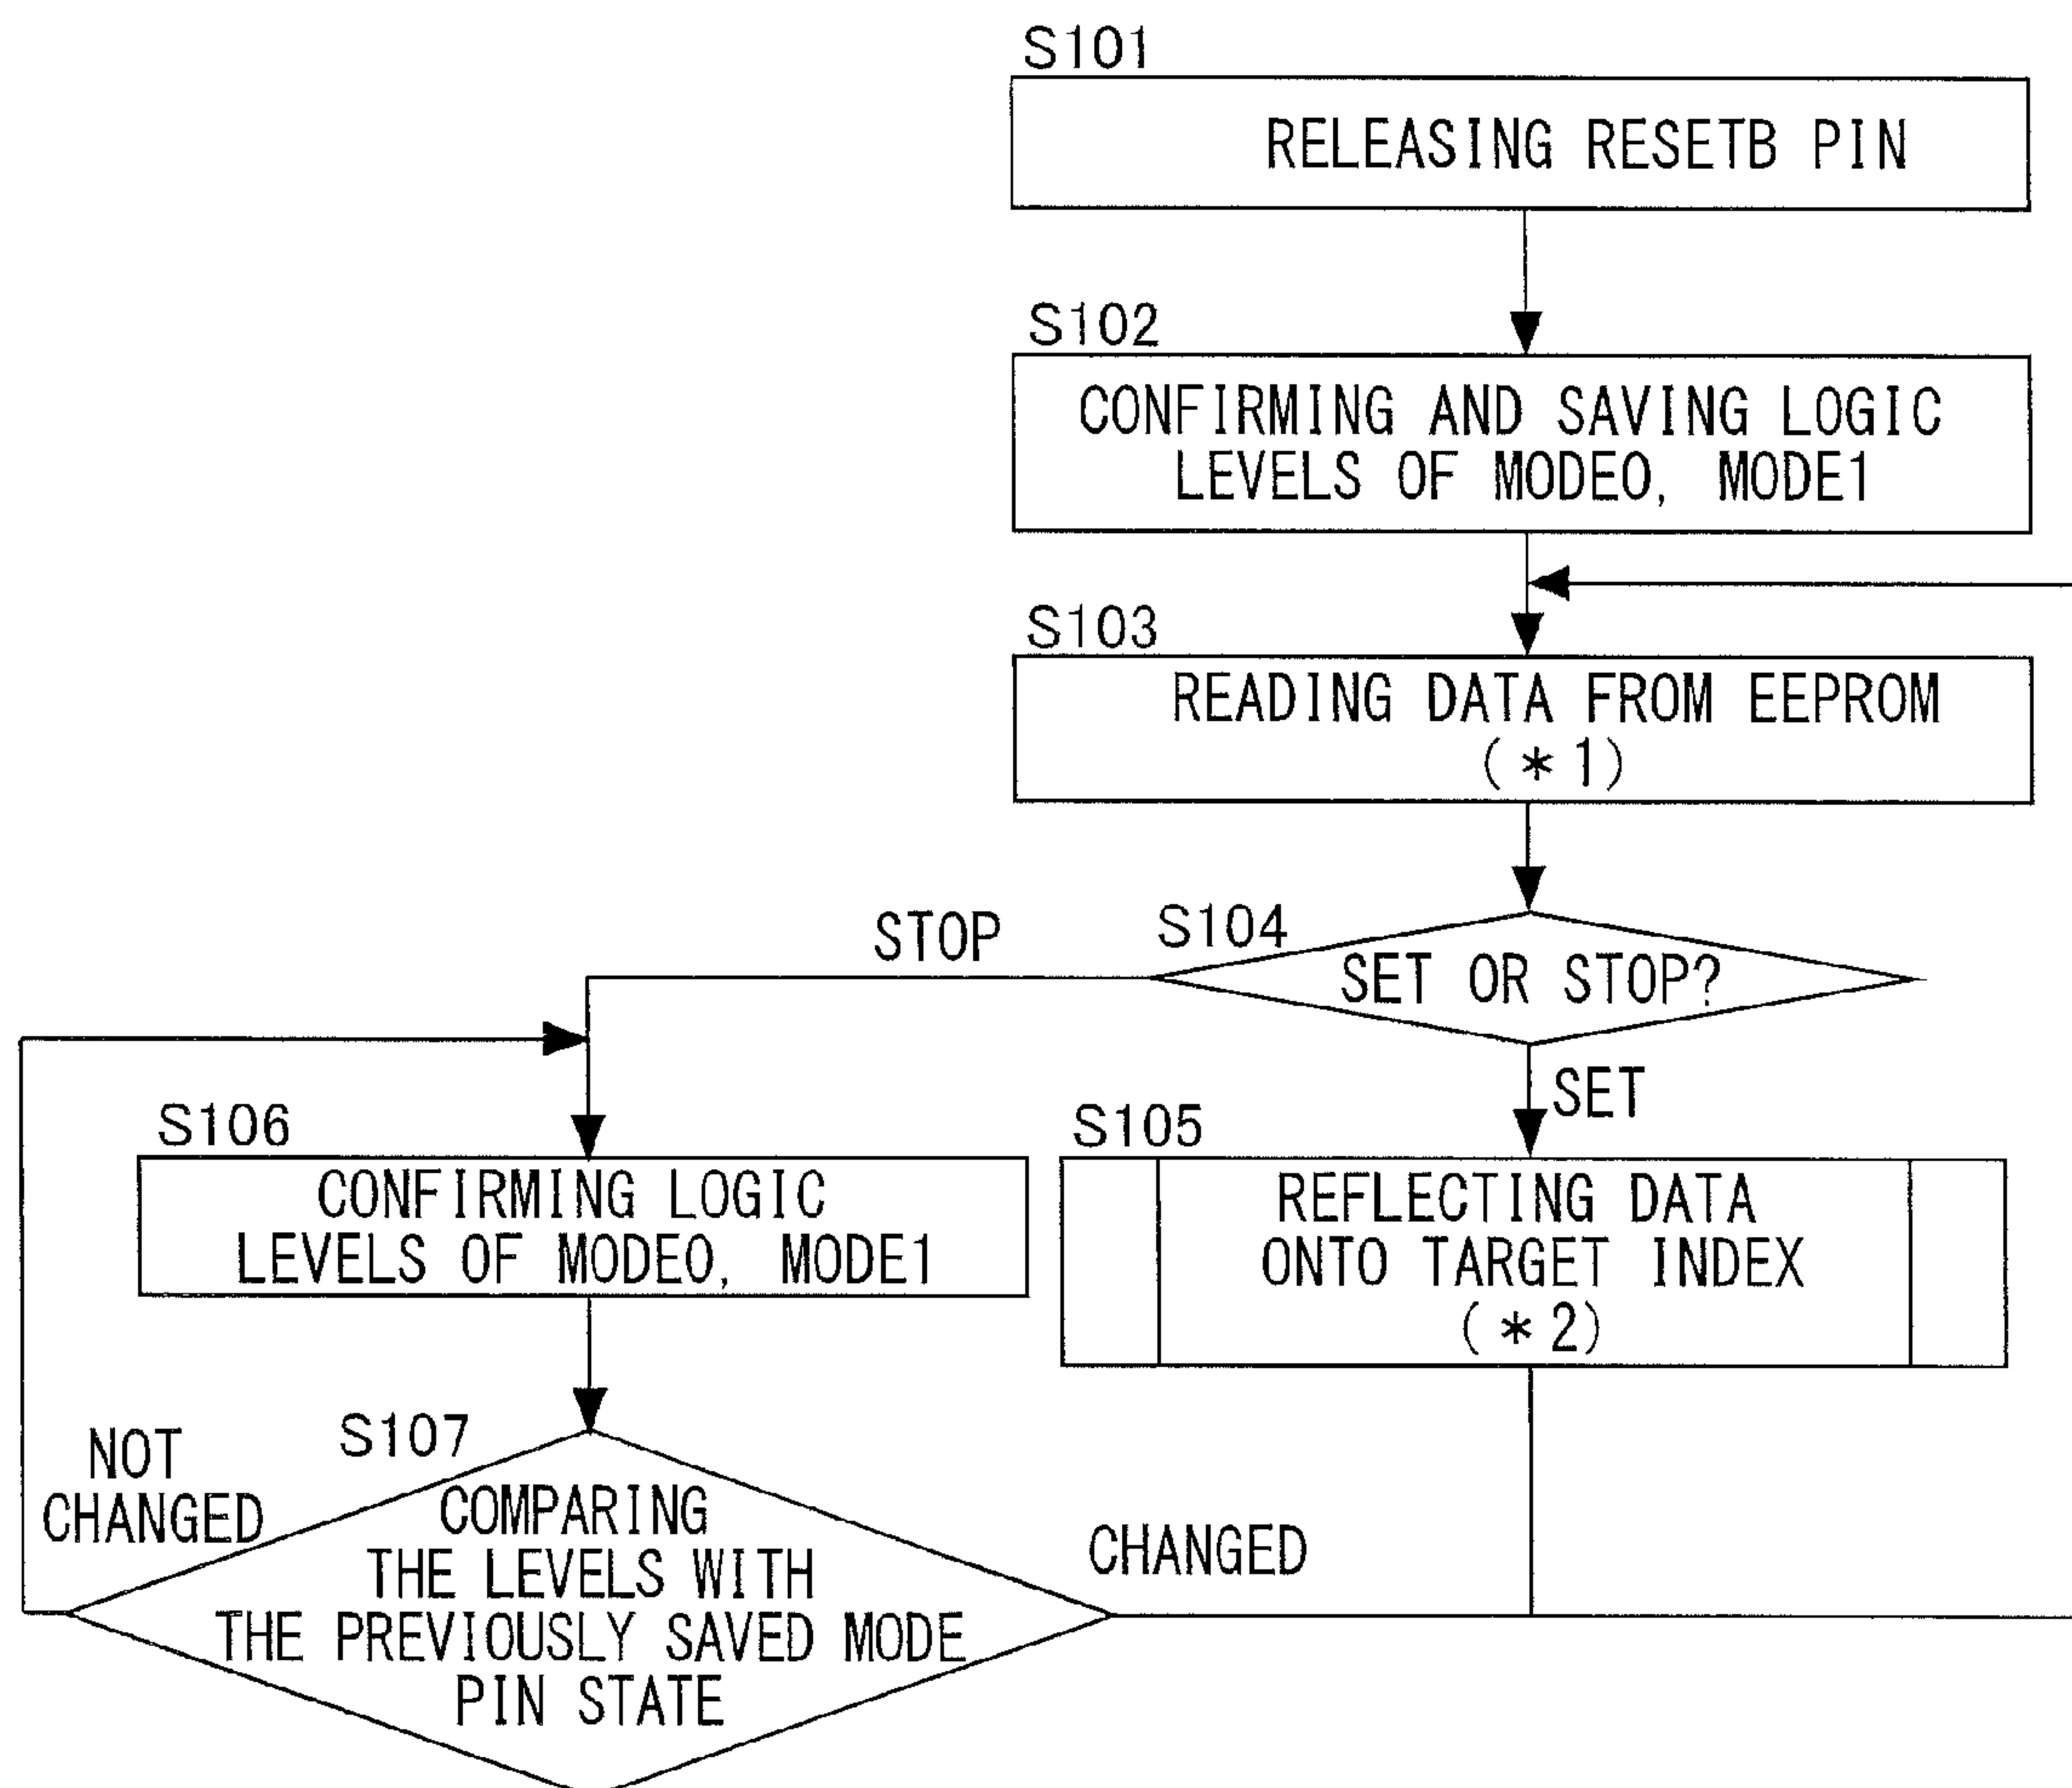 S101
RELEASING RESETB PIN
S102
CONFIRMING AND SAVING LOGIC
LEVELS OF MODE0, MODE1
S103
READING DATA FROM EEPROM
(*1)
STOP
S104
SET OR STOP?
SET
S106
CONFIRMING LOGIC
LEVELS OF MODE0, MODE1
S105
REFLECTING DATA
ONTO TARGET INDEX
(*2)
NOT
CHANGED
S107
COMPARING
THE LEVELS WITH
THE PREVIOUSLY SAVED MODE
PIN STATE
CHANGED